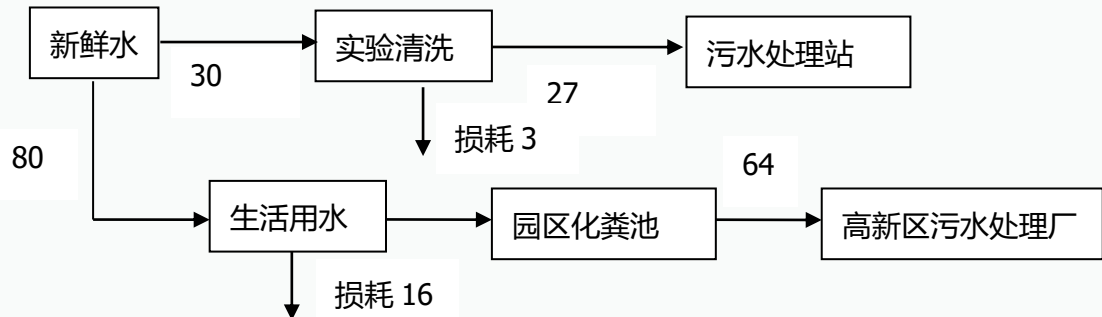 新鲜水
30
实验清洗
27
污水处理站
损耗 3
80
生活用水
园区化粪池
64
高新区污水处理厂
损耗 16